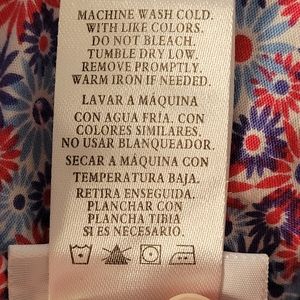 MACHINE WASH COLD.
WITH LIKE COLORS.
DO NOT BLEACH.
TUMBLE DRY LOW.
REMOVE PROMPTLY.
WARM IRON IF NEEDED.
LAVAR A MÁQUINA
CON AGUA FRÍA. CON
COLORES SIMILARES.
NO USAR BLANQUEADOR.
SECAR A MÁQUINA CON
TEMPERATURA BAJA.
RETIRA ENSEGUIDA.
PLANCHAR CON
PLANCHA TIBIA
SI ES NECESARIO.